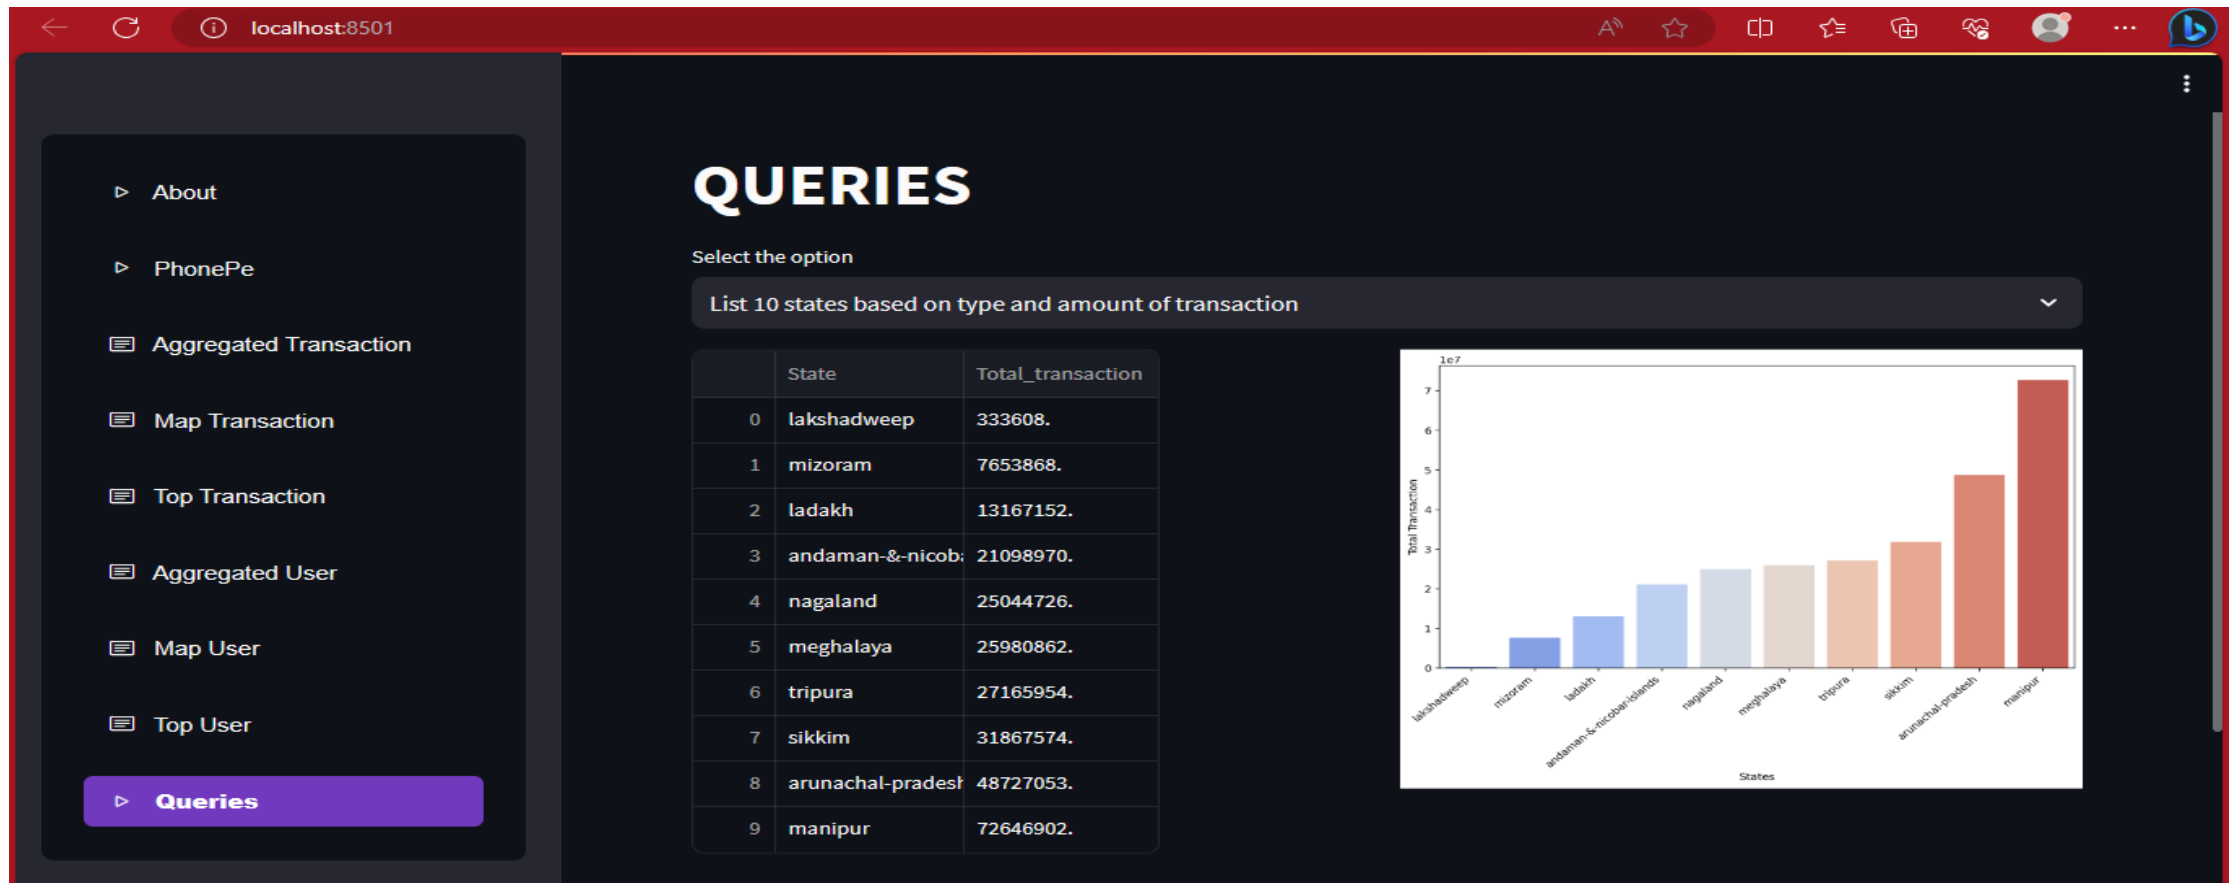 localhost:8501
About
PhonePe
Aggregated Transaction
Map Transaction
Top Transaction
Aggregated User
Map User
Top User
Queries
QUERIES
Select the option
List 10 states based on type and amount of transaction
State Total_transaction
0 lakshadweep 333608.
1 mizoram 7653868.
2 ladakh 13167152.
3 andaman-&-nicoba 21098970.
4 nagaland 25044726.
5 meghalaya 25980862.
6 tripura 27165954.
7 sikkim 31867574.
8 arunachal-pradesh 48727053.
9 manipur 72646902.
1e7
7
6
5
4
3
2
1
0
Total Transaction
lakshadweep
mizoram
ladakh
andaman-&-nicobar-islands
nagaland
meghalaya
tripura
sikkim
arunachal-pradesh
manipur
States